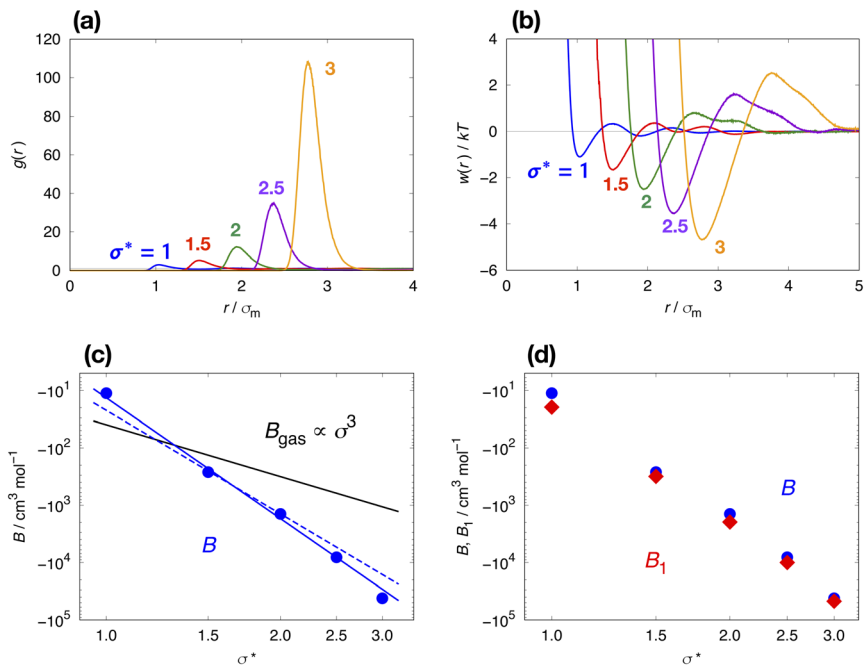 (a)
120
100
80
60
40
20
0
g(r)
σ* = 1
1.5
2
2.5
3
0
1
2
3
4
r / σm
(b)
4
2
0
−2
−4
−6
w(r) / kT
σ* = 1
1.5
2
2.5
3
0
1
2
3
4
5
r / σm
(c)
−10¹
−10²
−10³
−10⁴
−10⁵
B / cm³ mol⁻¹
Bgas ∝ σ³
B
1.0
1.5
2.0
2.5
3.0
σ*
(d)
−10¹
−10²
−10³
−10⁴
−10⁵
B, B₁ / cm³ mol⁻¹
B
B₁
1.0
1.5
2.0
2.5
3.0
σ*